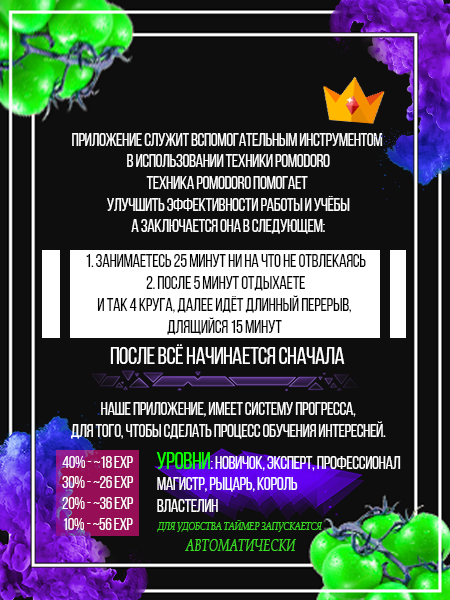 ПРИЛОЖЕНИЕ СЛУЖИТ ВСПОМОГАТЕЛЬНЫМ ИНСТРУМЕНТОМ
В ИСПОЛЬЗОВАНИИ ТЕХНИКИ POMODORO
ТЕХНИКА POMODORO ПОМОГАЕТ
УЛУЧШИТЬ ЭФФЕКТИВНОСТИ РАБОТЫ И УЧЁБЫ
А ЗАКЛЮЧАЕТСЯ ОНА В СЛЕДУЮЩЕМ:
1. ЗАНИМАЕТЕСЬ 25 МИНУТ НИ НА ЧТО НЕ ОТВЛЕКАЯСЬ
2. ПОСЛЕ 5 МИНУТ ОТДЫХАЕТЕ
И ТАК 4 КРУГА, ДАЛЕЕ ИДЁТ ДЛИННЫЙ ПЕРЕРЫВ,
ДЛЯЩИЙСЯ 15 МИНУТ
ПОСЛЕ ВСЁ НАЧИНАЕТСЯ СНАЧАЛА
НАШЕ ПРИЛОЖЕНИЕ, ИМЕЕТ СИСТЕМУ ПРОГРЕССА,
ДЛЯ ТОГО, ЧТОБЫ СДЕЛАТЬ ПРОЦЕСС ОБУЧЕНИЯ ИНТЕРЕСНЕЙ.
40% - ~18 EXP
30% - ~26 EXP
20% - ~36 EXP
10% - ~56 EXP
УРОВНИ: НОВИЧОК, ЭКСПЕРТ, ПРОФЕССИОНАЛ
МАГИСТР, РЫЦАРЬ, КОРОЛЬ
ВЛАСТЕЛИН
ДЛЯ УДОБСТВА ТАЙМЕР ЗАПУСКАЕТСЯ
АВТОМАТИЧЕСКИ